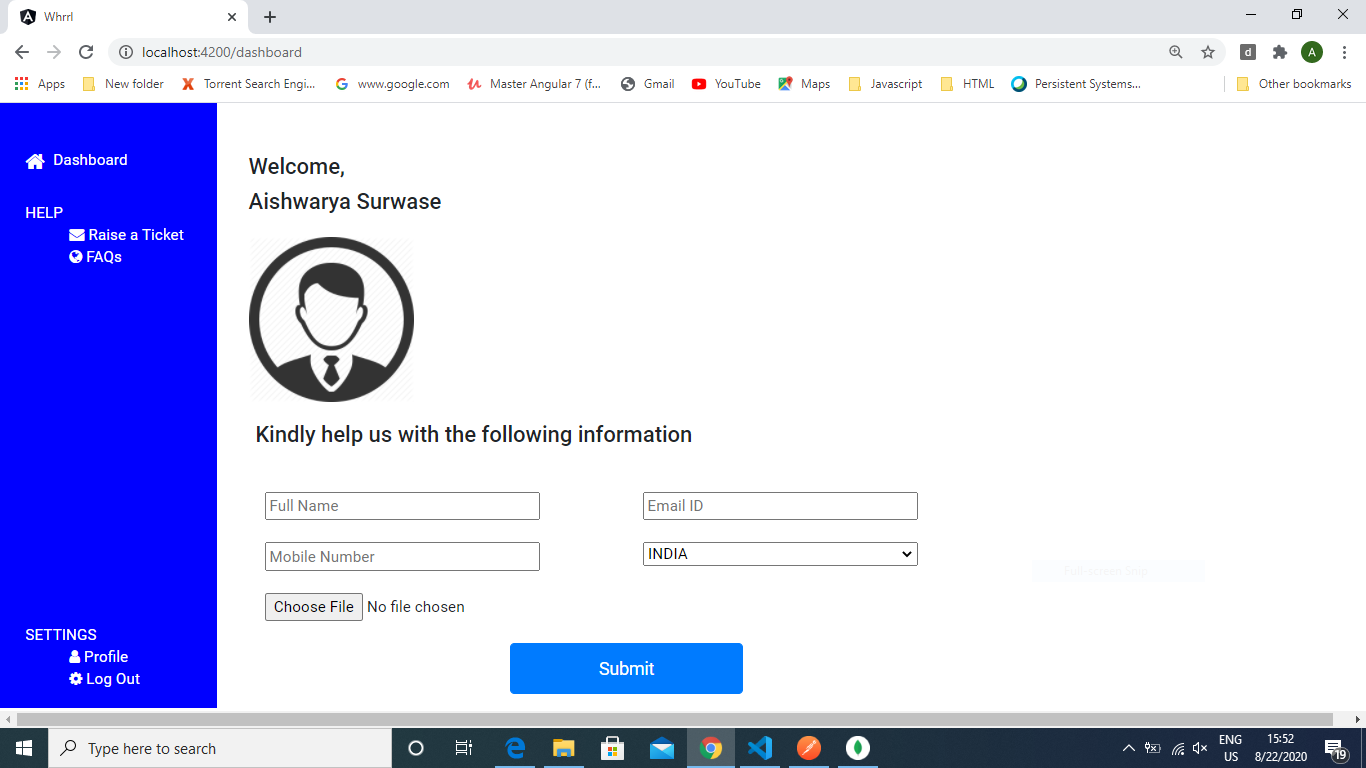 Whrrl
localhost:4200/dashboard
d
A
Apps New folder Torrent Search Engi... www.google.com Master Angular 7 (f... Gmail YouTube Maps Javascript HTML Persistent Systems... Other bookmarks
Dashboard
HELP
Raise a Ticket
FAQs
SETTINGS
Profile
Log Out
Welcome,
Aishwarya Surwase
Kindly help us with the following information
Full Name Email ID
Mobile Number INDIA
Choose File No file chosen
Full-screen Snip
Submit
Type here to search
ENG
US
15:52
8/22/2020
19